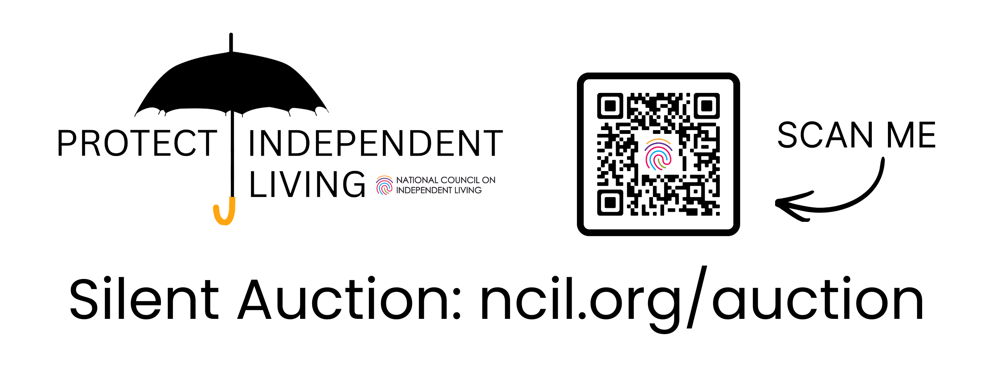 PROTECT INDEPENDENT
LIVING
NATIONAL COUNCIL ON
INDEPENDENT LIVING
SCAN ME
Silent Auction: ncil.org/auction